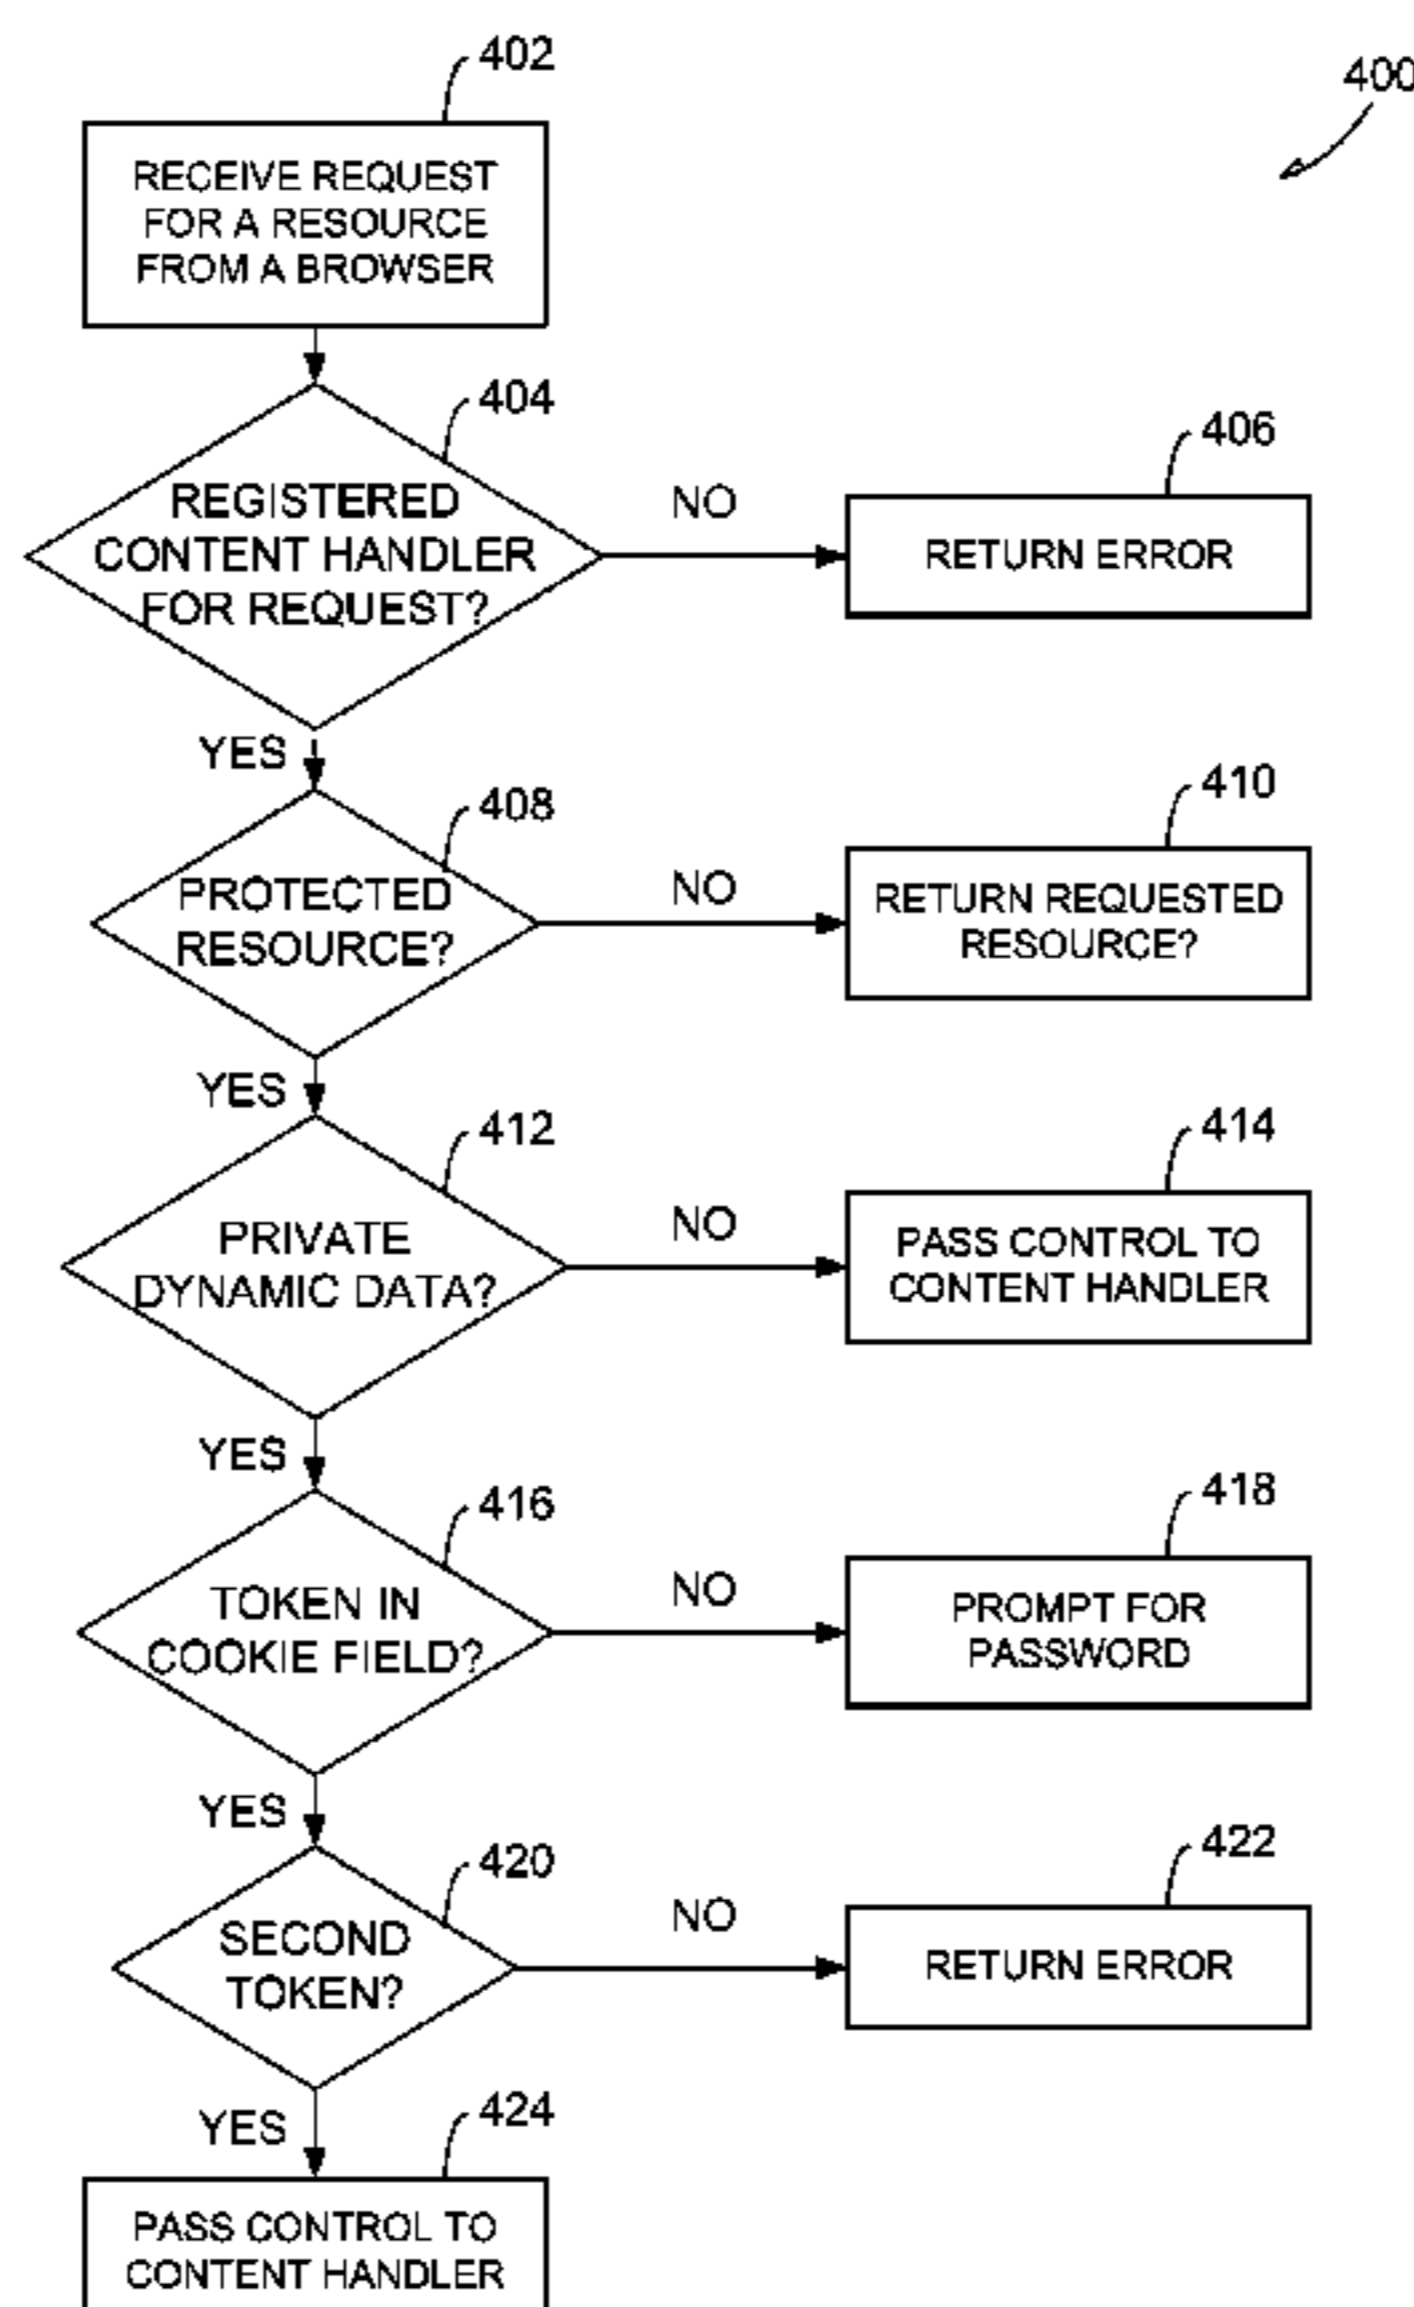 402
400
RECEIVE REQUEST
FOR A RESOURCE
FROM A BROWSER
404
REGISTERED
CONTENT HANDLER
FOR REQUEST?
NO
406
RETURN ERROR
YES
408
PROTECTED
RESOURCE?
NO
410
RETURN REQUESTED
RESOURCE?
YES
412
PRIVATE
DYNAMIC DATA?
NO
414
PASS CONTROL TO
CONTENT HANDLER
YES
416
TOKEN IN
COOKIE FIELD?
NO
418
PROMPT FOR
PASSWORD
YES
420
SECOND
TOKEN?
NO
422
RETURN ERROR
YES
424
PASS CONTROL TO
CONTENT HANDLER